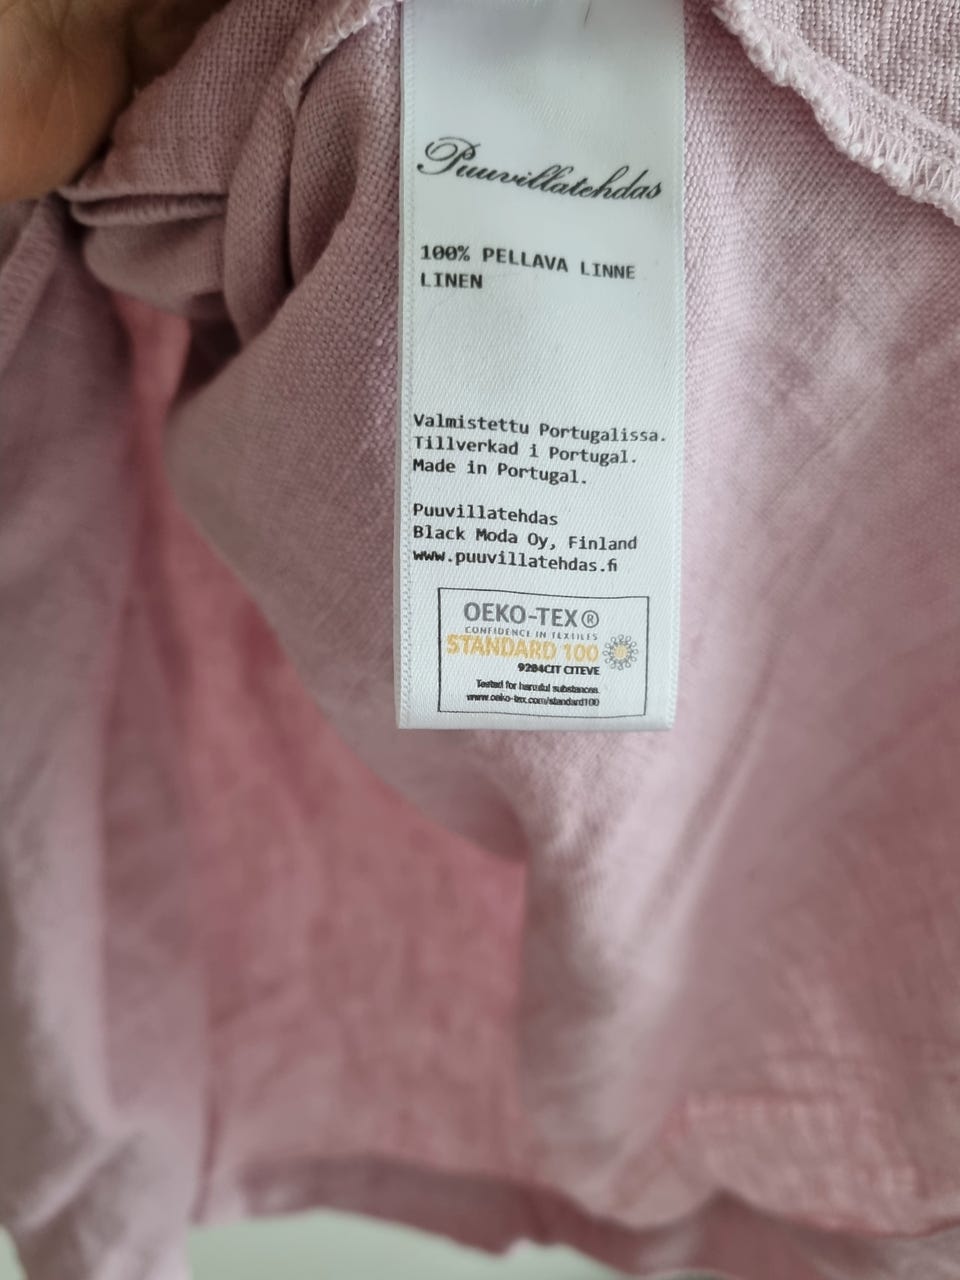 Puuvillatehdas
100% PELLAVA LINNE
LINEN
Valmistettu Portugalissa.
Tillverkad i Portugal.
Made in Portugal.
Puuvillatehdas
Black Moda Oy, Finland
www.puuvillatehdas.fi
OEKO-TEX®
CONFIDENCE IN TEXTILES
STANDARD 100
9284CIT CITEVE
Tested for harmful substances.
www.oeko-tex.com/standard100